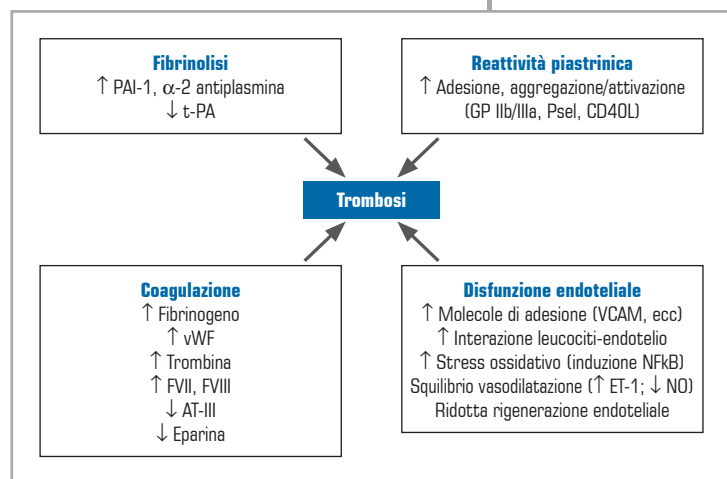 Fibrinolisi
↑ PAI-1, α-2 antiplasmina
↓ t-PA
Reattività piastrinica
↑ Adesione, aggregazione/attivazione
(GP IIb/IIIa, Psel, CD40L)
Trombosi
Coagulazione
↑ Fibrinogeno
↑ vWF
↑ Trombina
↑ FVII, FVIII
↓ AT-III
↓ Eparina
Disfunzione endoteliale
↑ Molecole di adesione (VCAM, ecc)
↑ Interazione leucociti-endotelio
↑ Stress ossidativo (induzione NFkB)
Squilibrio vasodilatazione (↑ ET-1; ↓ NO)
Ridotta rigenerazione endoteliale